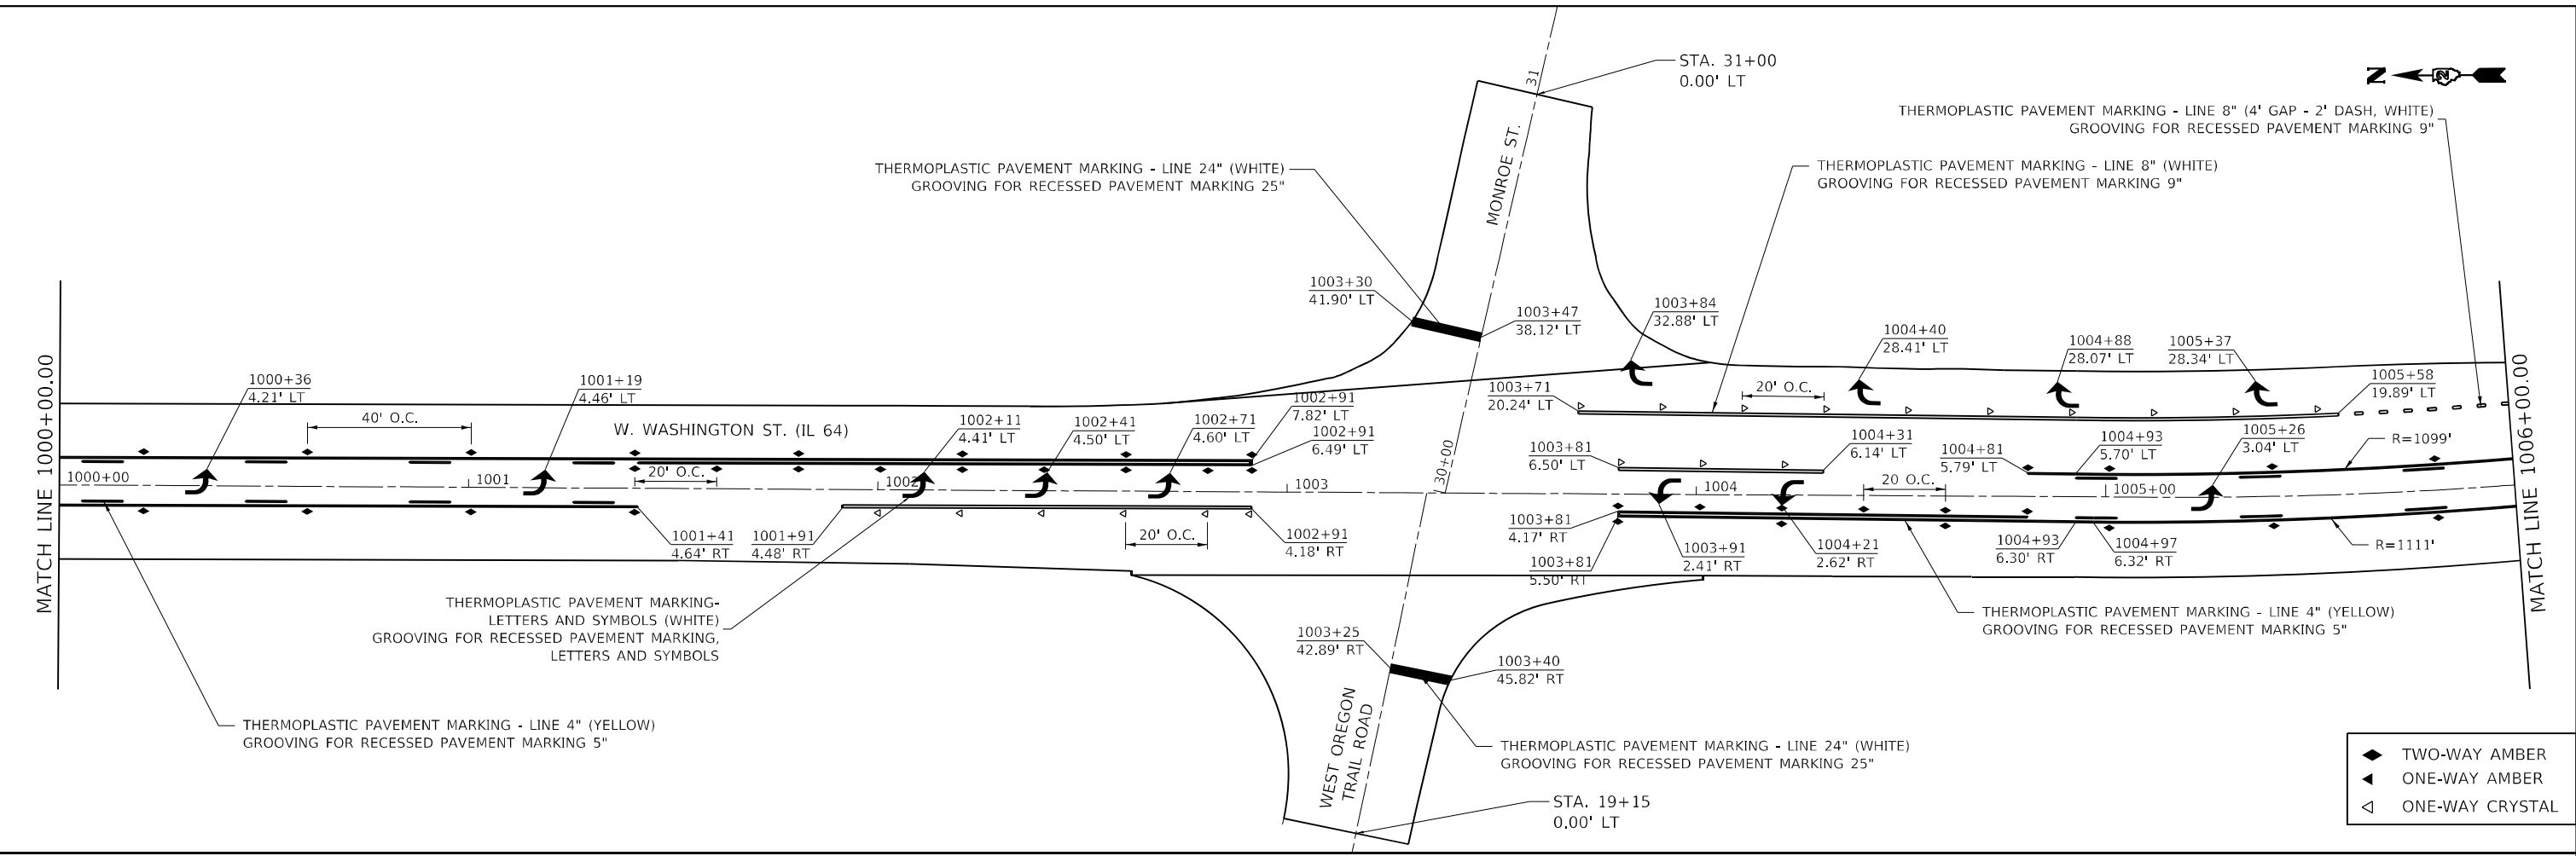 STA. 31+00
0.00' LT
31
MONROE ST.
N
2
THERMOPLASTIC PAVEMENT MARKING - LINE 8" (4' GAP - 2' DASH, WHITE)
GROOVING FOR RECESSED PAVEMENT MARKING 9"
THERMOPLASTIC PAVEMENT MARKING - LINE 24" (WHITE)
GROOVING FOR RECESSED PAVEMENT MARKING 25"
THERMOPLASTIC PAVEMENT MARKING - LINE 8" (WHITE)
GROOVING FOR RECESSED PAVEMENT MARKING 9"
1003+30
41.90' LT
1003+47
38.12' LT
1003+84
32.88' LT
1004+40
28.41' LT
1004+88
28.07' LT
1005+37
28.34' LT
1005+58
19.89' LT
MATCH LINE 1000+00.00
1000+36
4.21' LT
40' O.C.
1001+19
4.46' LT
W. WASHINGTON ST. (IL 64)
1002+11
4.41' LT
1002+41
4.50' LT
1002+71
4.60' LT
1002+91
7.82' LT
1002+91
6.49' LT
1003+71
20.24' LT
20' O.C.
1003+81
6.50' LT
1004+31
6.14' LT
1004+81
5.79' LT
1004+93
5.70' LT
1005+26
3.04' LT
R=1099'
MATCH LINE 1006+00.00
1000+00
1001
20' O.C.
1002
1003
30+00
1004
20 O.C.
1005+00
1001+41
4.64' RT
1001+91
4.48' RT
20' O.C.
1002+91
4.18' RT
1003+81
4.17' RT
1003+81
5.50' RT
1003+91
2.41' RT
1004+21
2.62' RT
1004+93
6.30' RT
1004+97
6.32' RT
R=1111'
THERMOPLASTIC PAVEMENT MARKING-
LETTERS AND SYMBOLS (WHITE)
GROOVING FOR RECESSED PAVEMENT MARKING,
LETTERS AND SYMBOLS
THERMOPLASTIC PAVEMENT MARKING - LINE 4" (YELLOW)
GROOVING FOR RECESSED PAVEMENT MARKING 5"
1003+25
42.89' RT
1003+40
45.82' RT
THERMOPLASTIC PAVEMENT MARKING - LINE 4" (YELLOW)
GROOVING FOR RECESSED PAVEMENT MARKING 5"
WEST OREGON
TRAIL ROAD
THERMOPLASTIC PAVEMENT MARKING - LINE 24" (WHITE)
GROOVING FOR RECESSED PAVEMENT MARKING 25"
STA. 19+15
0.00' LT
TWO-WAY AMBER
ONE-WAY AMBER
ONE-WAY CRYSTAL